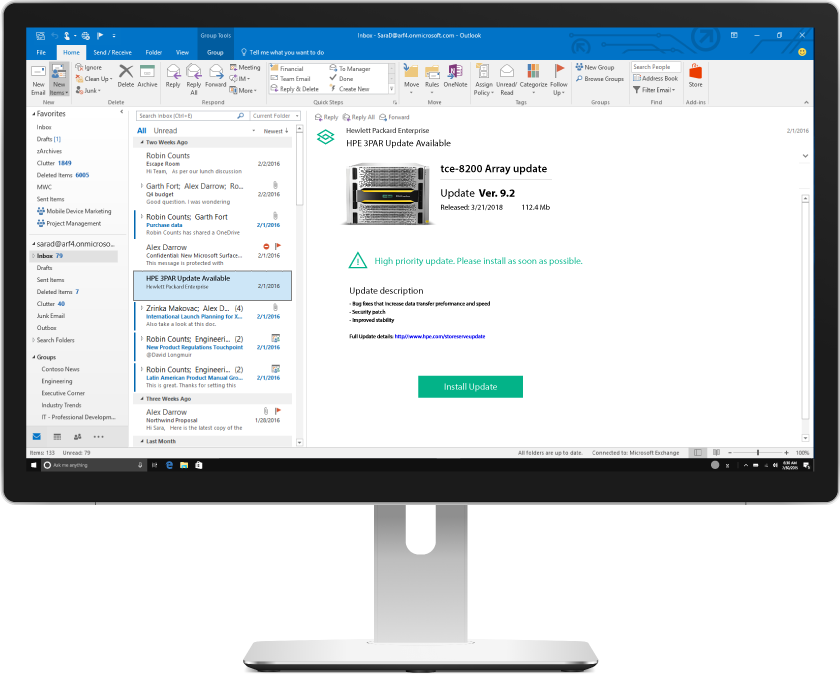 Group Tools
Inbox - SaraD@arf4.onmicrosoft.com - Outlook
File Home Send / Receive Folder View Group Tell me what you want to do
New Email
New Items
Ignore
Clean Up
Junk
Delete Archive
Reply Reply All Forward
Meeting
IM
More
Financial
Team Email
Reply & Delete
To Manager
Done
Create New
Move Rules OneNote
Assign Policy Unread/ Read Categorize Follow Up
New Group
Browse Groups
Search People
Address Book
Filter Email
Store
New Delete Respond Quick Steps Move Tags Groups Find Add-ins
Favorites
Inbox
Drafts [1]
zArchives
Clutter 1849
Deleted Items 6005
MWC
Sent Items
Mobile Device Marketing
Project Management
sarad@arf4.onmicroso...
Inbox 79
Drafts
Sent Items
Deleted Items 7
Clutter 40
Junk Email
Outbox
Search Folders
Groups
Contoso News
Engineering
Executive Corner
Industry Trends
IT - Professional Developm...
Search Inbox (Ctrl+E) Current Folder
All Unread Newest
Two Weeks Ago
Robin Counts
Escape Room 2/2/2016
Hi Team, As per our lunch discussion
Garth Fort; Alex Darrow; Ro...
Q4 budget 2/2/2016
Good question. I was wondering
Robin Counts; Garth Fort
Purchase data 2/1/2016
Robin Counts has shared a OneDrive
Alex Darrow
Confidential: New Microsoft Surface... 2/1/2016
This message is protected with
HPE 3PAR Update Available
Hewlett Packard Enterprise 2/1/2016
Zrinka Makovac; Alex D... (4)
International Launch Planning for X... 2/1/2016
Also take a look at this doc.
Robin Counts; Engineeri... (2)
New Product Regulations Touchpoint 2/1/2016
@David Longmuir
Robin Counts; Engineeri... (2)
Latin American Product Manual Gro... 2/1/2016
This is great. Thanks for setting this
Three Weeks Ago
Alex Darrow
Northwind Proposal 1/28/2016
Hi Sara, Here is the latest copy of the
Last Month
Reply Reply All Forward
Hewlett Packard Enterprise 2/1/2016
HPE 3PAR Update Available
tce-8200 Array update
Update Ver. 9.2
Released: 3/21/2018 112.4 Mb
High priority update. Please install as soon as possible.
Update description
- Bug fixes that increase data transfer preformance and speed
- Security patch
- Improved stability
Full Update details: http//www.hpe.com/storeserveupdate
Install Update
Items: 133 Unread: 79 All folders are up to date. Connected to: Microsoft Exchange 100%
Ask me anything